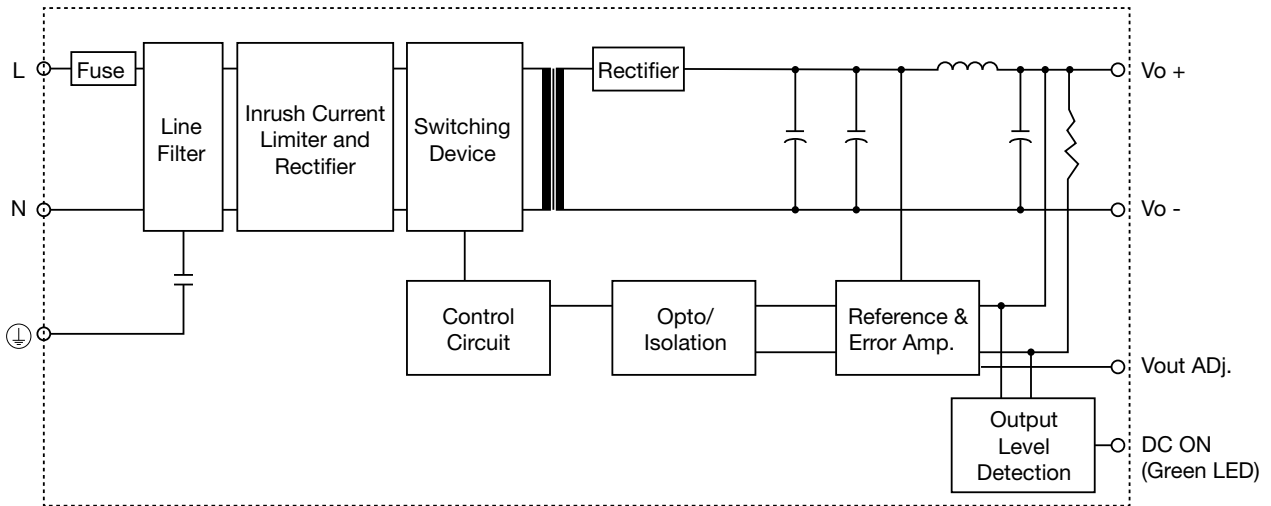 L
Fuse
Line
Filter
Inrush Current
Limiter and
Rectifier
Switching
Device
Rectifier
Vo +
N
Vo -
Control
Circuit
Opto/
Isolation
Reference &
Error Amp.
Vout ADj.
Output
Level
Detection
DC ON
(Green LED)